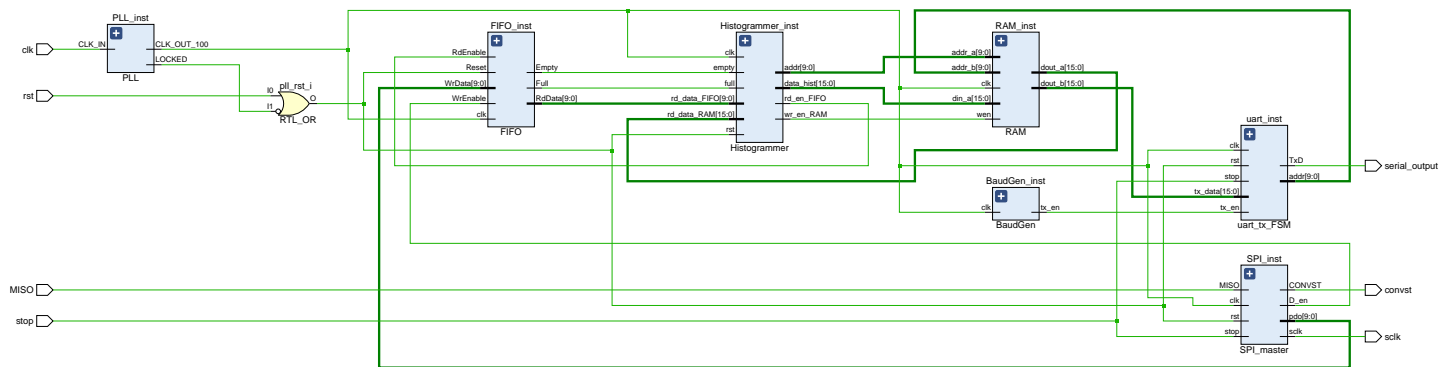 PLL_inst
CLK_IN
CLK_OUT_100
LOCKED
PLL
clk
rst
pll_rst_i
I0
I1
O
RTL_OR
FIFO_inst
RdEnable
Reset
WrData[9:0]
WrEnable
clk
Empty
Full
RdData[9:0]
FIFO
Histogrammer_inst
clk
empty
full
rd_data_FIFO[9:0]
rd_data_RAM[15:0]
rst
addr[9:0]
data_hist[15:0]
rd_en_FIFO
wr_en_RAM
Histogrammer
RAM_inst
addr_a[9:0]
addr_b[9:0]
clk
din_a[15:0]
wen
dout_a[15:0]
dout_b[15:0]
RAM
BaudGen_inst
clk
tx_en
BaudGen
uart_inst
clk
rst
stop
tx_data[15:0]
tx_en
TxD
addr[9:0]
uart_tx_FSM
serial_output
MISO
stop
SPI_inst
MISO
clk
rst
stop
CONVST
D_en
pdo[9:0]
sclk
SPI_master
convst
sclk